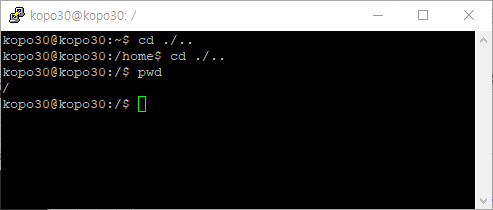 kopo30@kopo30: /
kopo30@kopo30:~$ cd ./..
kopo30@kopo30:/home$ cd ./..
kopo30@kopo30:/$ pwd
/
kopo30@kopo30:/$